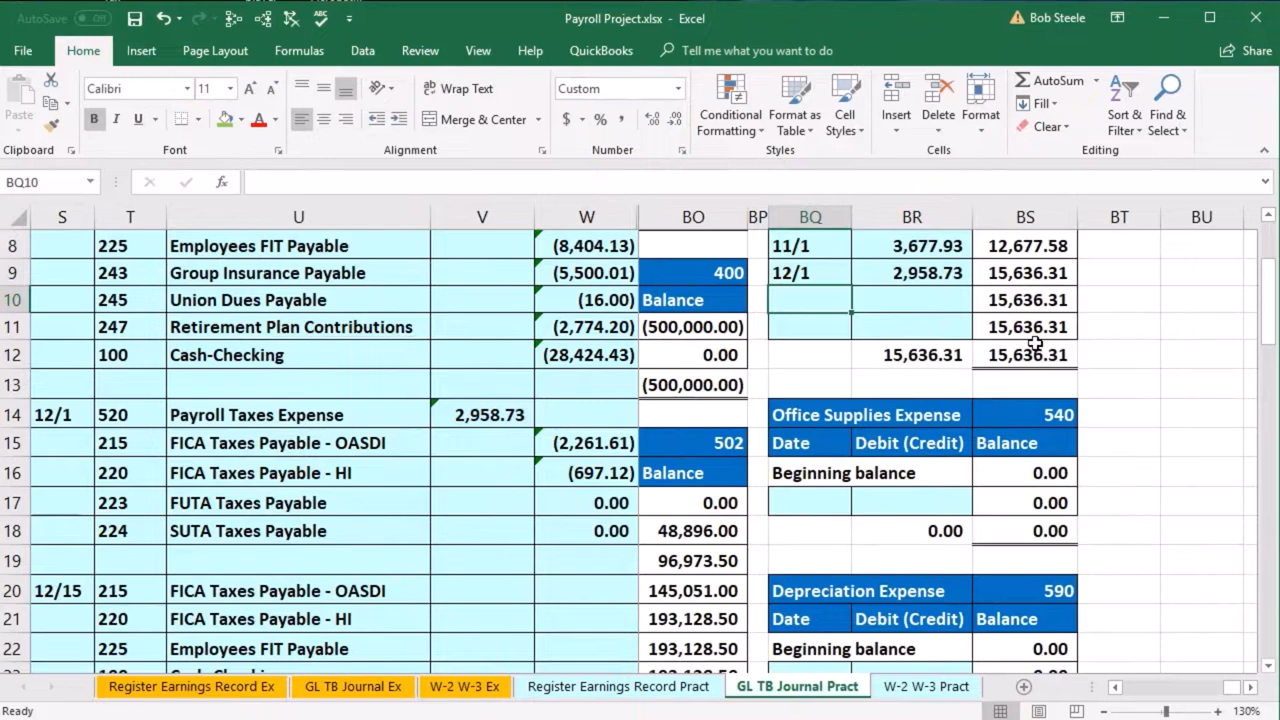 AutoSave Off Payroll Project.xlsx - Excel Bob Steele
File Home Insert Page Layout Formulas Data Review View Help QuickBooks Tell me what you want to do Share
Paste Calibri 11 A A ab Wrap Text Custom Conditional Formatting Format as Table Cell Styles Insert Delete Format AutoSum Sort & Filter Find & Select
B I U A Merge & Center $ % , Fill
Clear
Clipboard Font Alignment Number Styles Cells Editing
BQ10 fx
S T U V W BO BP BQ BR BS BT BU
8 225 Employees FIT Payable (8,404.13) 11/1 3,677.93 12,677.58
9 243 Group Insurance Payable (5,500.01) 400 12/1 2,958.73 15,636.31
10 245 Union Dues Payable (16.00) Balance 15,636.31
11 247 Retirement Plan Contributions (2,774.20) (500,000.00) 15,636.31
12 100 Cash-Checking (28,424.43) 0.00 15,636.31 15,636.31
13 (500,000.00)
14 12/1 520 Payroll Taxes Expense 2,958.73 Office Supplies Expense 540
15 215 FICA Taxes Payable - OASDI (2,261.61) 502 Date Debit (Credit) Balance
16 220 FICA Taxes Payable - HI (697.12) Balance Beginning balance 0.00
17 223 FUTA Taxes Payable 0.00 0.00 0.00
18 224 SUTA Taxes Payable 0.00 48,896.00 0.00 0.00
19 96,973.50
20 12/15 215 FICA Taxes Payable - OASDI 145,051.00 Depreciation Expense 590
21 220 FICA Taxes Payable - HI 193,128.50 Date Debit (Credit) Balance
22 225 Employees FIT Payable 193,128.50 Beginning balance 0.00
Register Earnings Record Ex GL TB Journal Ex W-2 W-3 Ex Register Earnings Record Pract GL TB Journal Pract W-2 W-3 Pract
Ready 130%